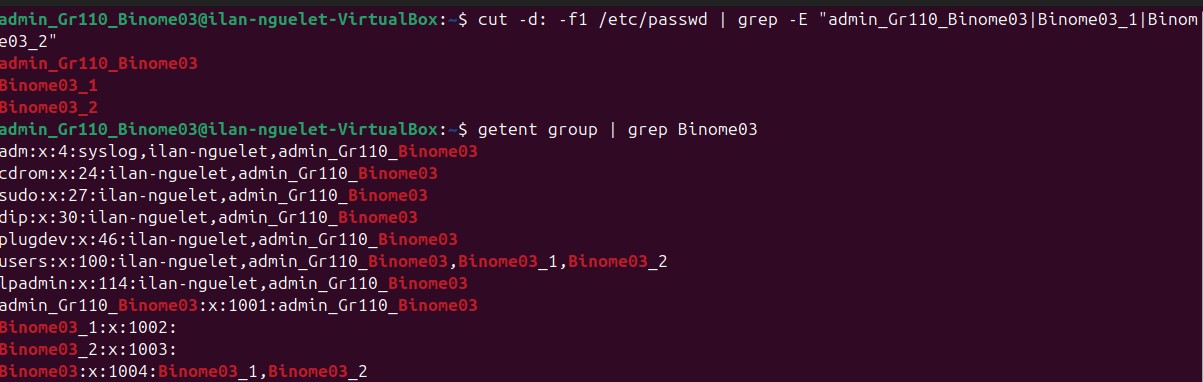 admin_Gr110_Binome03@ilan-nguelet-VirtualBox:~$ cut -d: -f1 /etc/passwd | grep -E "admin_Gr110_Binome03|Binome03_1|Binom
e03_2"
admin_Gr110_Binome03
Binome03_1
Binome03_2
admin_Gr110_Binome03@ilan-nguelet-VirtualBox:~$ getent group | grep Binome03
adm:x:4:syslog,ilan-nguelet,admin_Gr110_Binome03
cdrom:x:24:ilan-nguelet,admin_Gr110_Binome03
sudo:x:27:ilan-nguelet,admin_Gr110_Binome03
dip:x:30:ilan-nguelet,admin_Gr110_Binome03
plugdev:x:46:ilan-nguelet,admin_Gr110_Binome03
users:x:100:ilan-nguelet,admin_Gr110_Binome03,Binome03_1,Binome03_2
lpadmin:x:114:ilan-nguelet,admin_Gr110_Binome03
admin_Gr110_Binome03:x:1001:admin_Gr110_Binome03
Binome03_1:x:1002:
Binome03_2:x:1003:
Binome03:x:1004:Binome03_1,Binome03_2